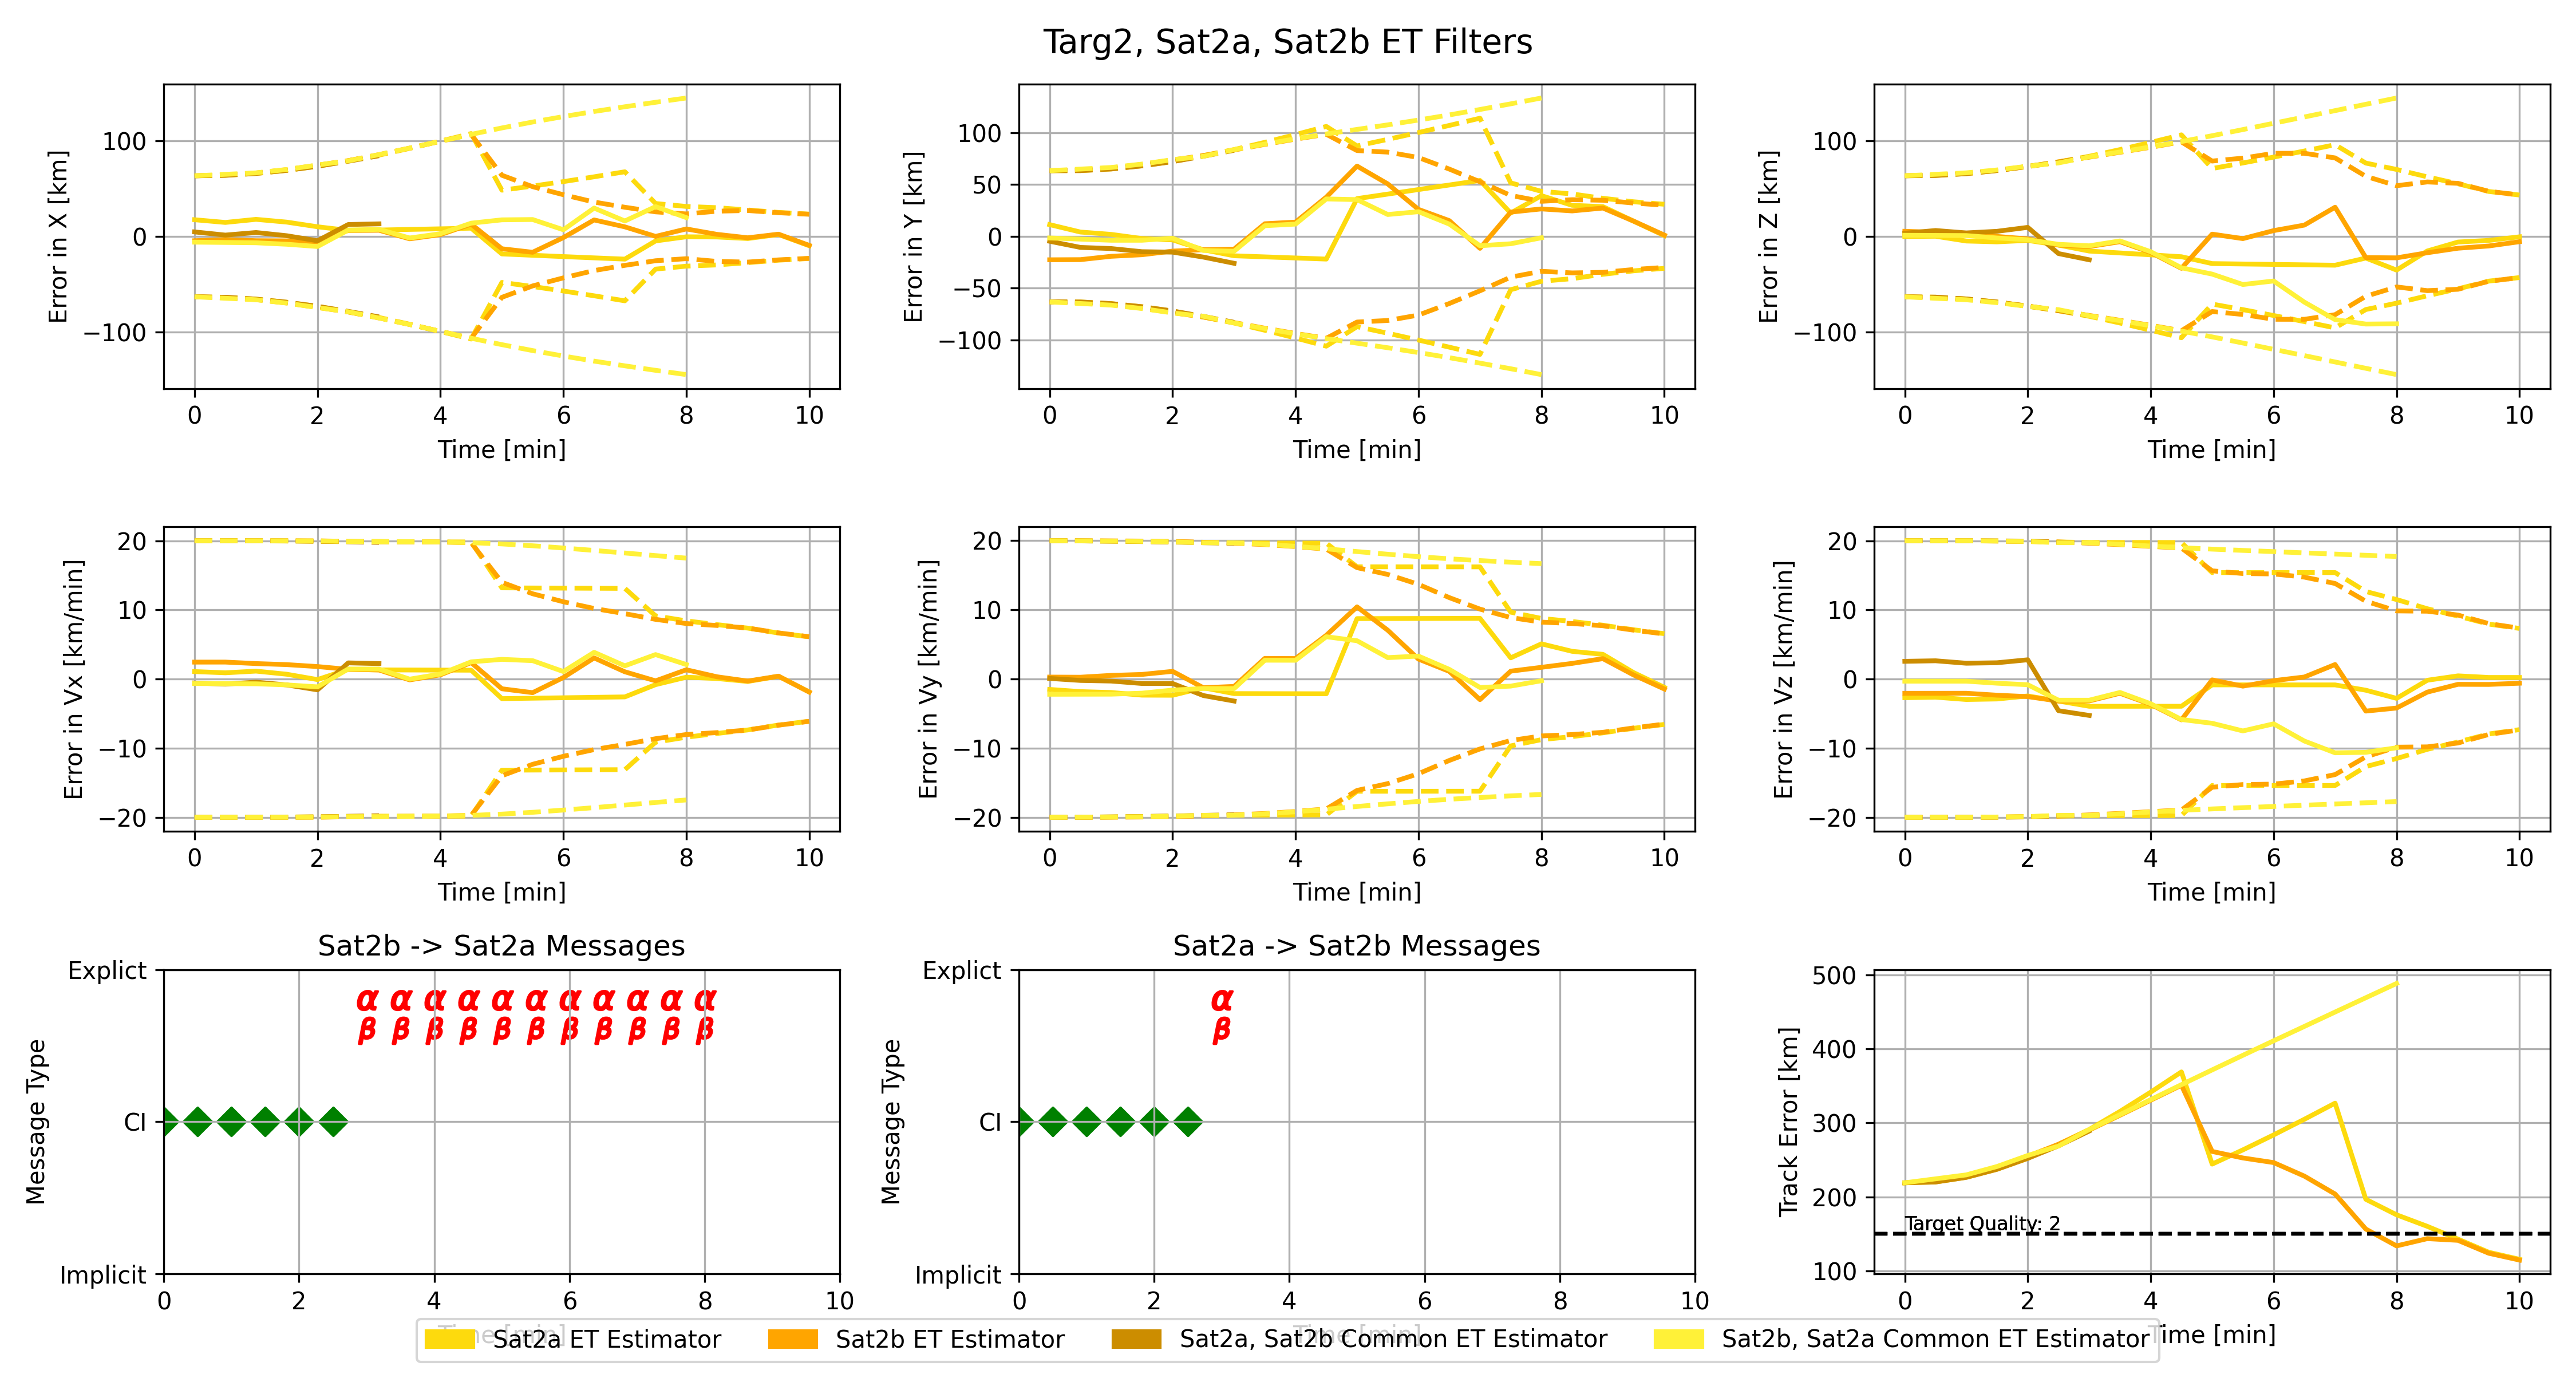 Targ2, Sat2a, Sat2b ET Filters
Error in X [km]
100
0
−100
0 2 4 6 8 10
Time [min]
Error in Y [km]
100
50
0
−50
−100
0 2 4 6 8 10
Time [min]
Error in Z [km]
100
0
−100
0 2 4 6 8 10
Time [min]
Error in Vx [km/min]
20
10
0
−10
−20
0 2 4 6 8 10
Time [min]
Error in Vy [km/min]
20
10
0
−10
−20
0 2 4 6 8 10
Time [min]
Error in Vz [km/min]
20
10
0
−10
−20
0 2 4 6 8 10
Time [min]
Sat2b -> Sat2a Messages
Message Type
Explict
CI
Implicit
α α α α α α α α α α α
β β β β β β β β β β β
0 2 4 6 8 10
Time [min]
Sat2a -> Sat2b Messages
Message Type
Explict
CI
Implicit
α
β
0 2 4 6 8 10
Time [min]
Track Error [km]
500
400
300
200
100
Target Quality: 2
0 2 4 6 8 10
Time [min]
Sat2a ET Estimator Sat2b ET Estimator Sat2a, Sat2b Common ET Estimator Sat2b, Sat2a Common ET Estimator